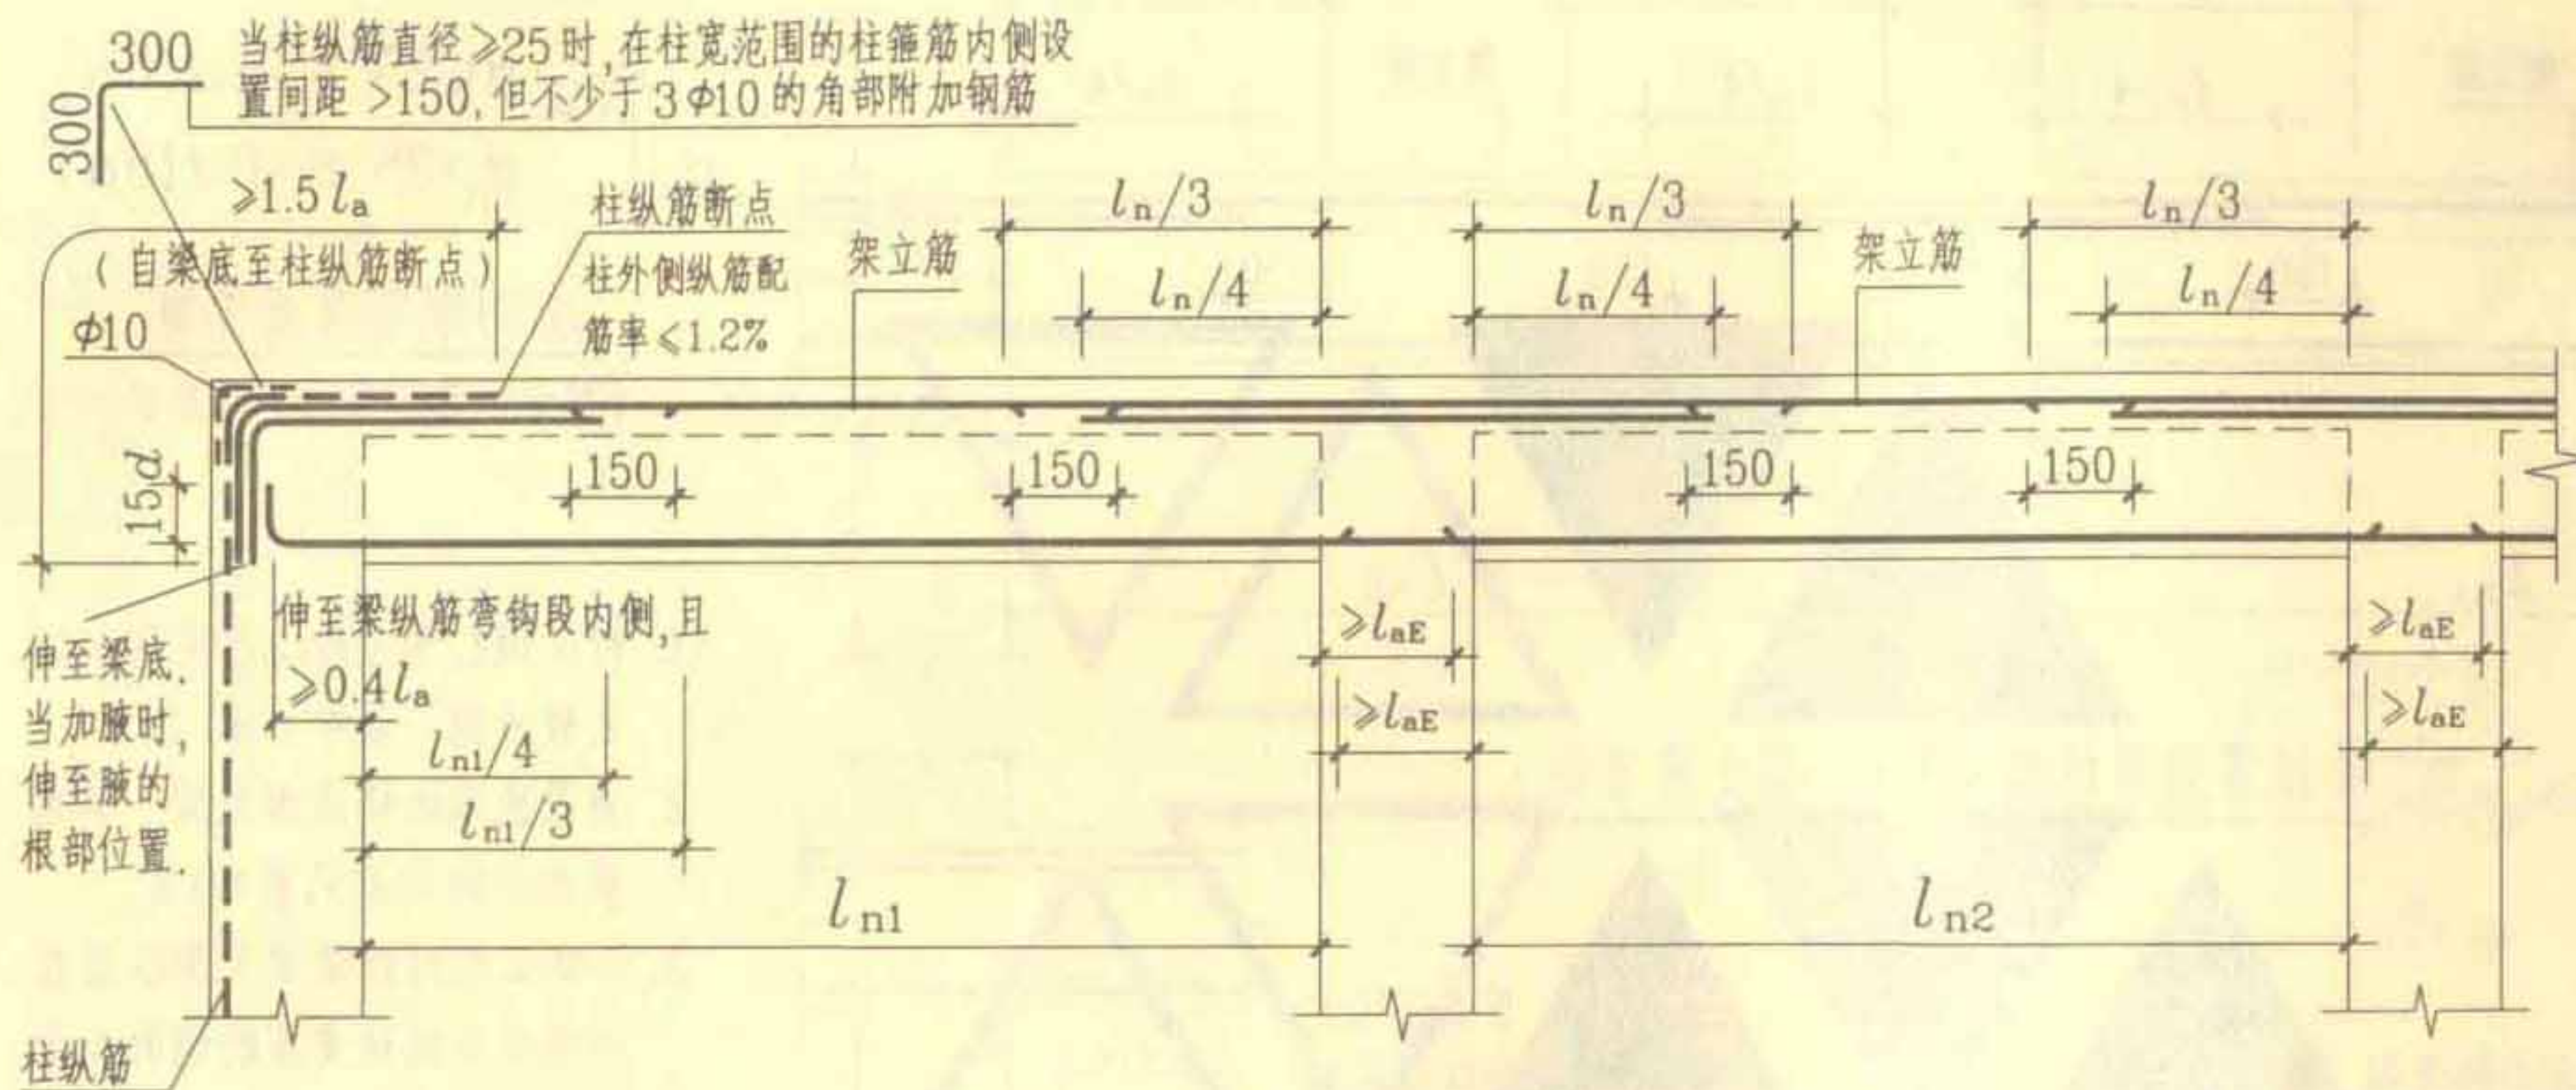 300
当柱纵筋直径≥25时,在柱宽范围的柱箍筋内侧设
置间距>150,但不少于3Φ10的角部附加钢筋
300
≥1.5la
(自梁底至柱纵筋断点)
Φ10
柱纵筋断点
柱外侧纵筋配
筋率≤1.2%
架立筋
ln/3
ln/4
ln/3
ln/4
架立筋
ln/3
ln/4
15d
150
150
150
150
伸至梁底.
当加腋时,
伸至腋的
根部位置.
伸至梁纵筋弯钩段内侧,且
≥0.4la
ln1/4
ln1/3
≥laE
≥laE
≥laE
≥laE
ln1
ln2
柱纵筋